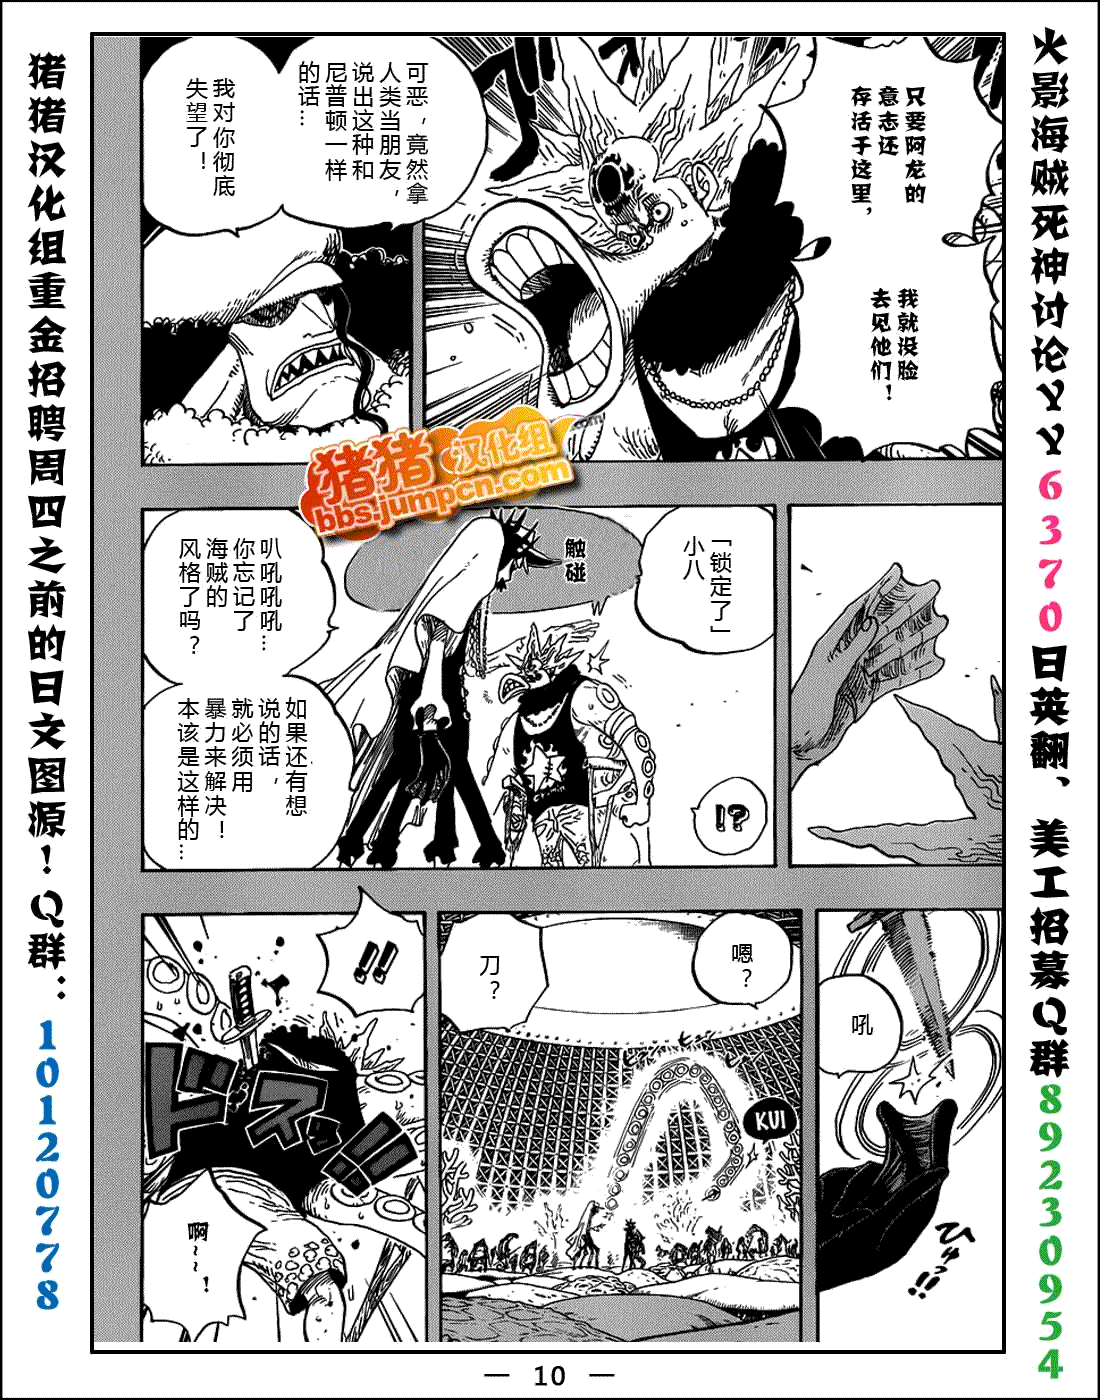 猪猪汉化组重金招聘周四之前的日文图源！Q群：101207778
火影海贼死神讨论YY6370日英翻、美工招募Q群89230954
只要阿龙的
意志还
存活于这里，
我就没脸
去见他们！
可恶，竟然拿
人类当朋友，
说出这种和
尼普顿一样
的话…
我对你彻底
失望了！
猪猪汉化组.com
bbs.jumpcn.com
「锁定了」
小八
触碰
!?
叭吼吼吼…
你忘记了
海贼的
风格了吗？
如果还有想
说的话，
就必须用
暴力来解决！
本该是这样的…
吼
ひゅっ!!
嗯？
刀？
KUI
!!
ドスッ!!
啊~~！
— 10 —